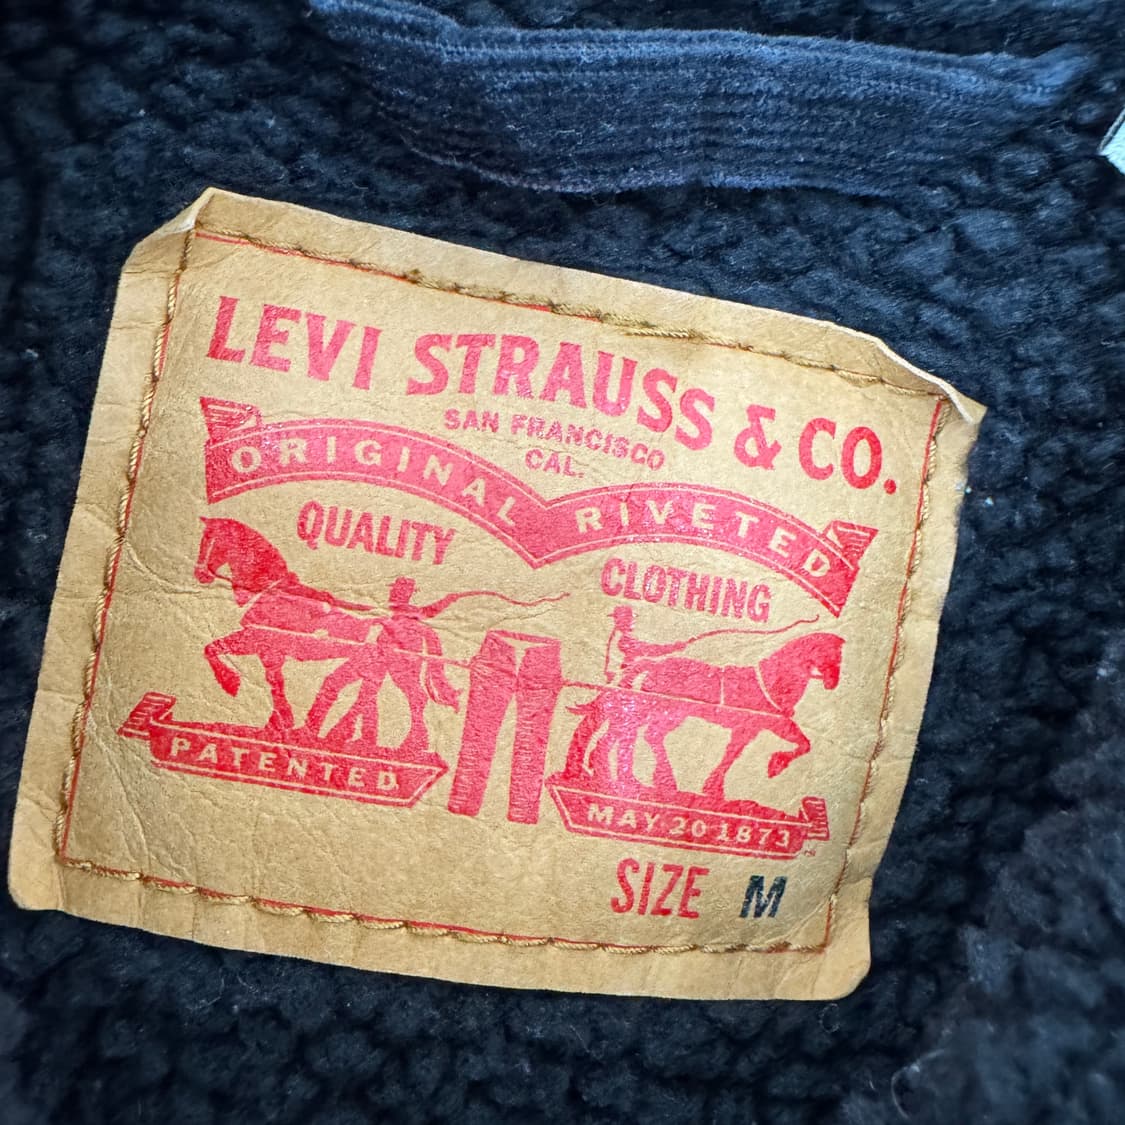 LEVI STRAUSS & CO.
SAN FRANCISCO
CAL.
ORIGINAL RIVETED
QUALITY CLOTHING
PATENTED
MAY 20 1873
SIZE M